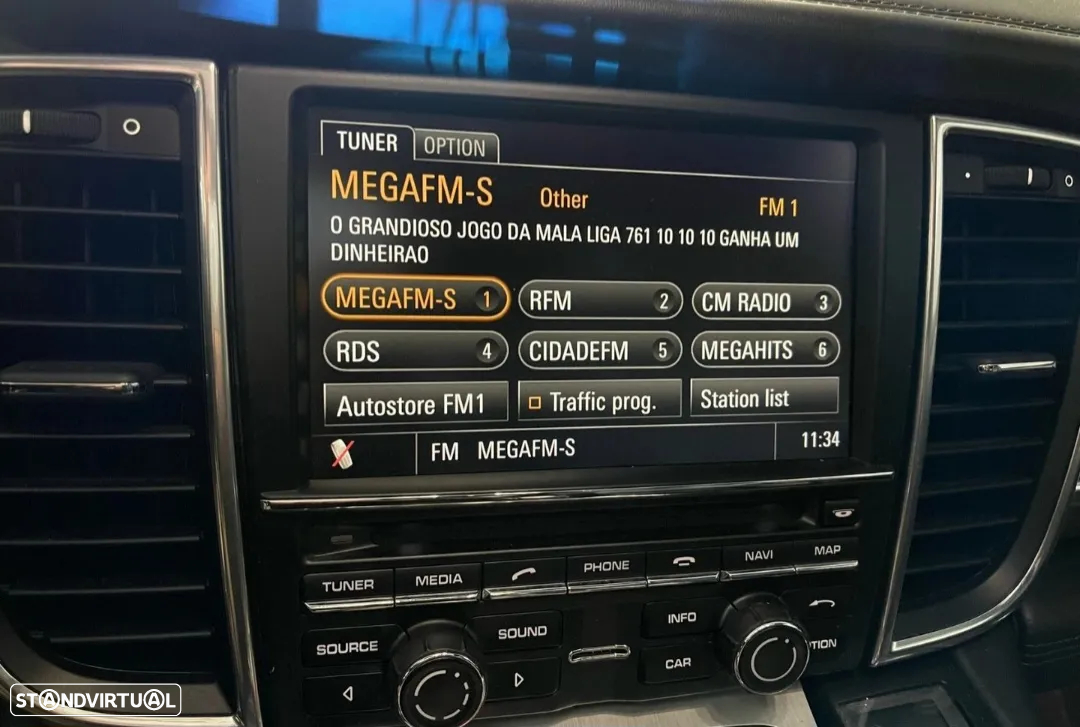 TUNER OPTION
MEGAFM-S Other FM 1
O GRANDIOSO JOGO DA MALA LIGA 761 10 10 10 GANHA UM
DINHEIRAO
MEGAFM-S 1 RFM 2 CM RADIO 3
RDS 4 CIDADEFM 5 MEGAHITS 6
Autostore FM1 Traffic prog. Station list
FM MEGAFM-S 11:34
TUNER MEDIA PHONE NAVI MAP
SOURCE SOUND INFO
CAR
STANDVIRTUAL